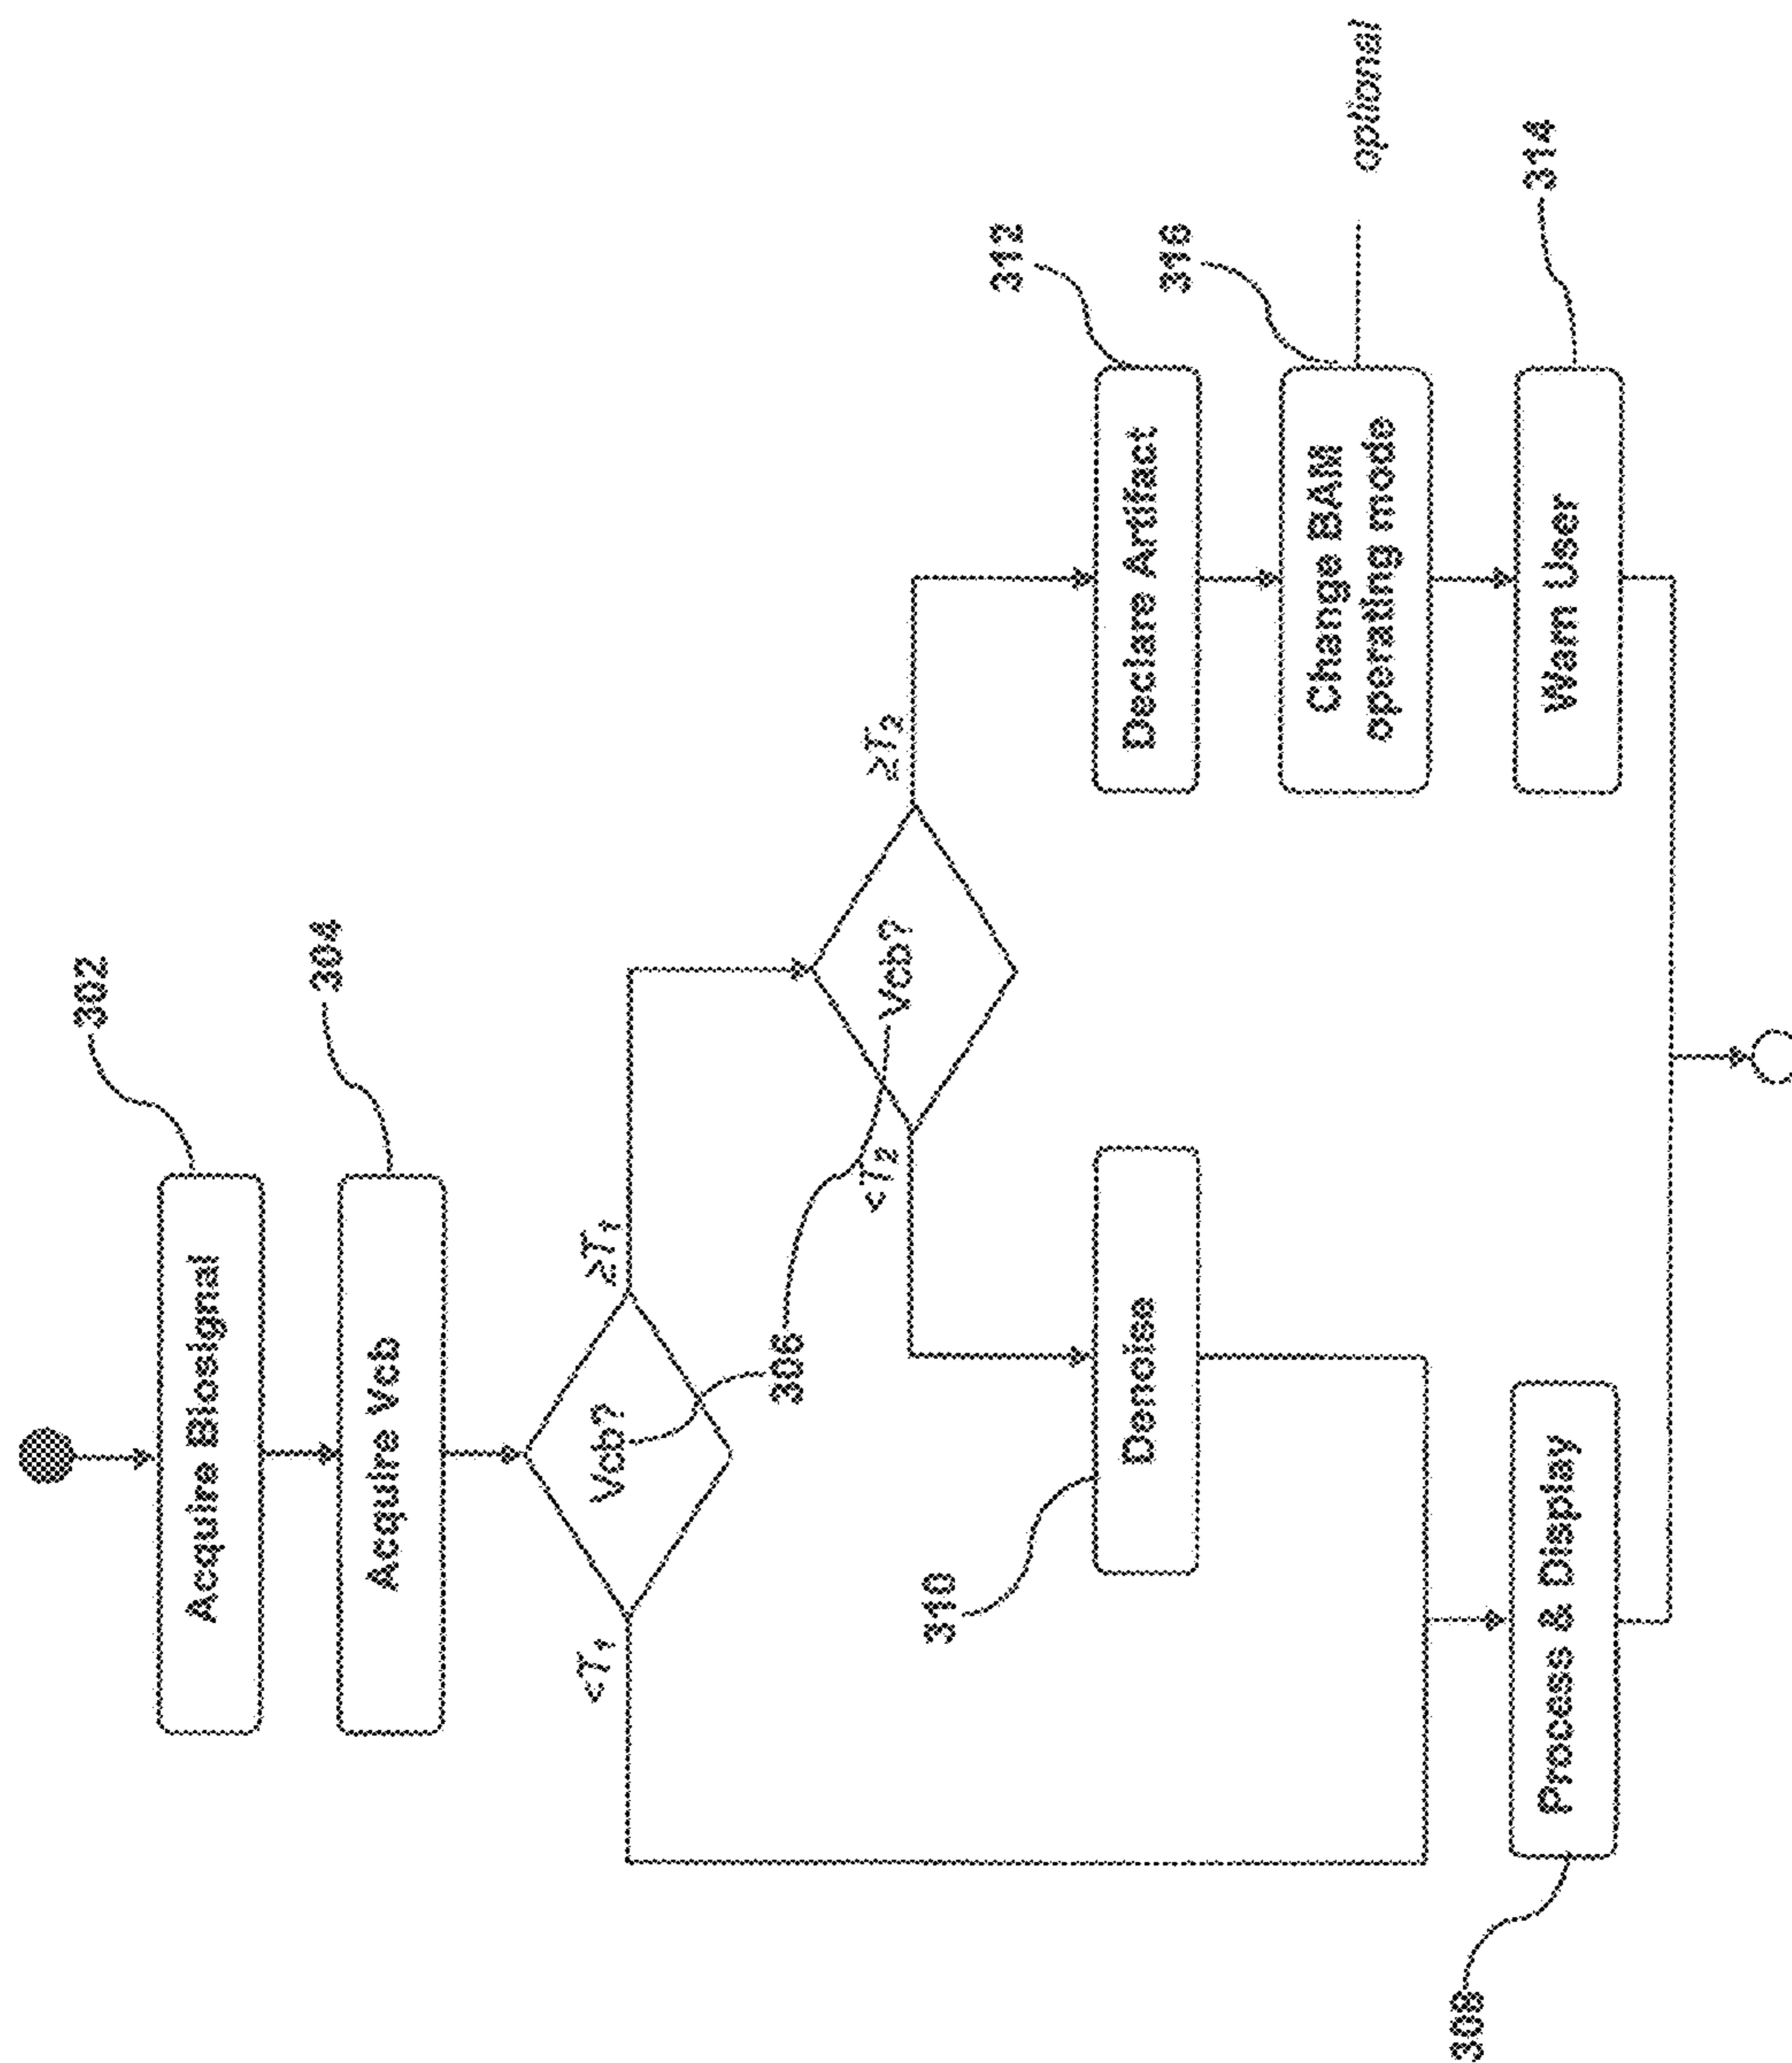 302
Acquire Biosignal
304
Acquire Vcb
Vcb?
<T1
≥T1
306
Vcb?
<T2
≥T2
310
Denoise
312
Declare Artifact
316
Change BAM
operating mode
optional
308
Process & Display
314
Warn User